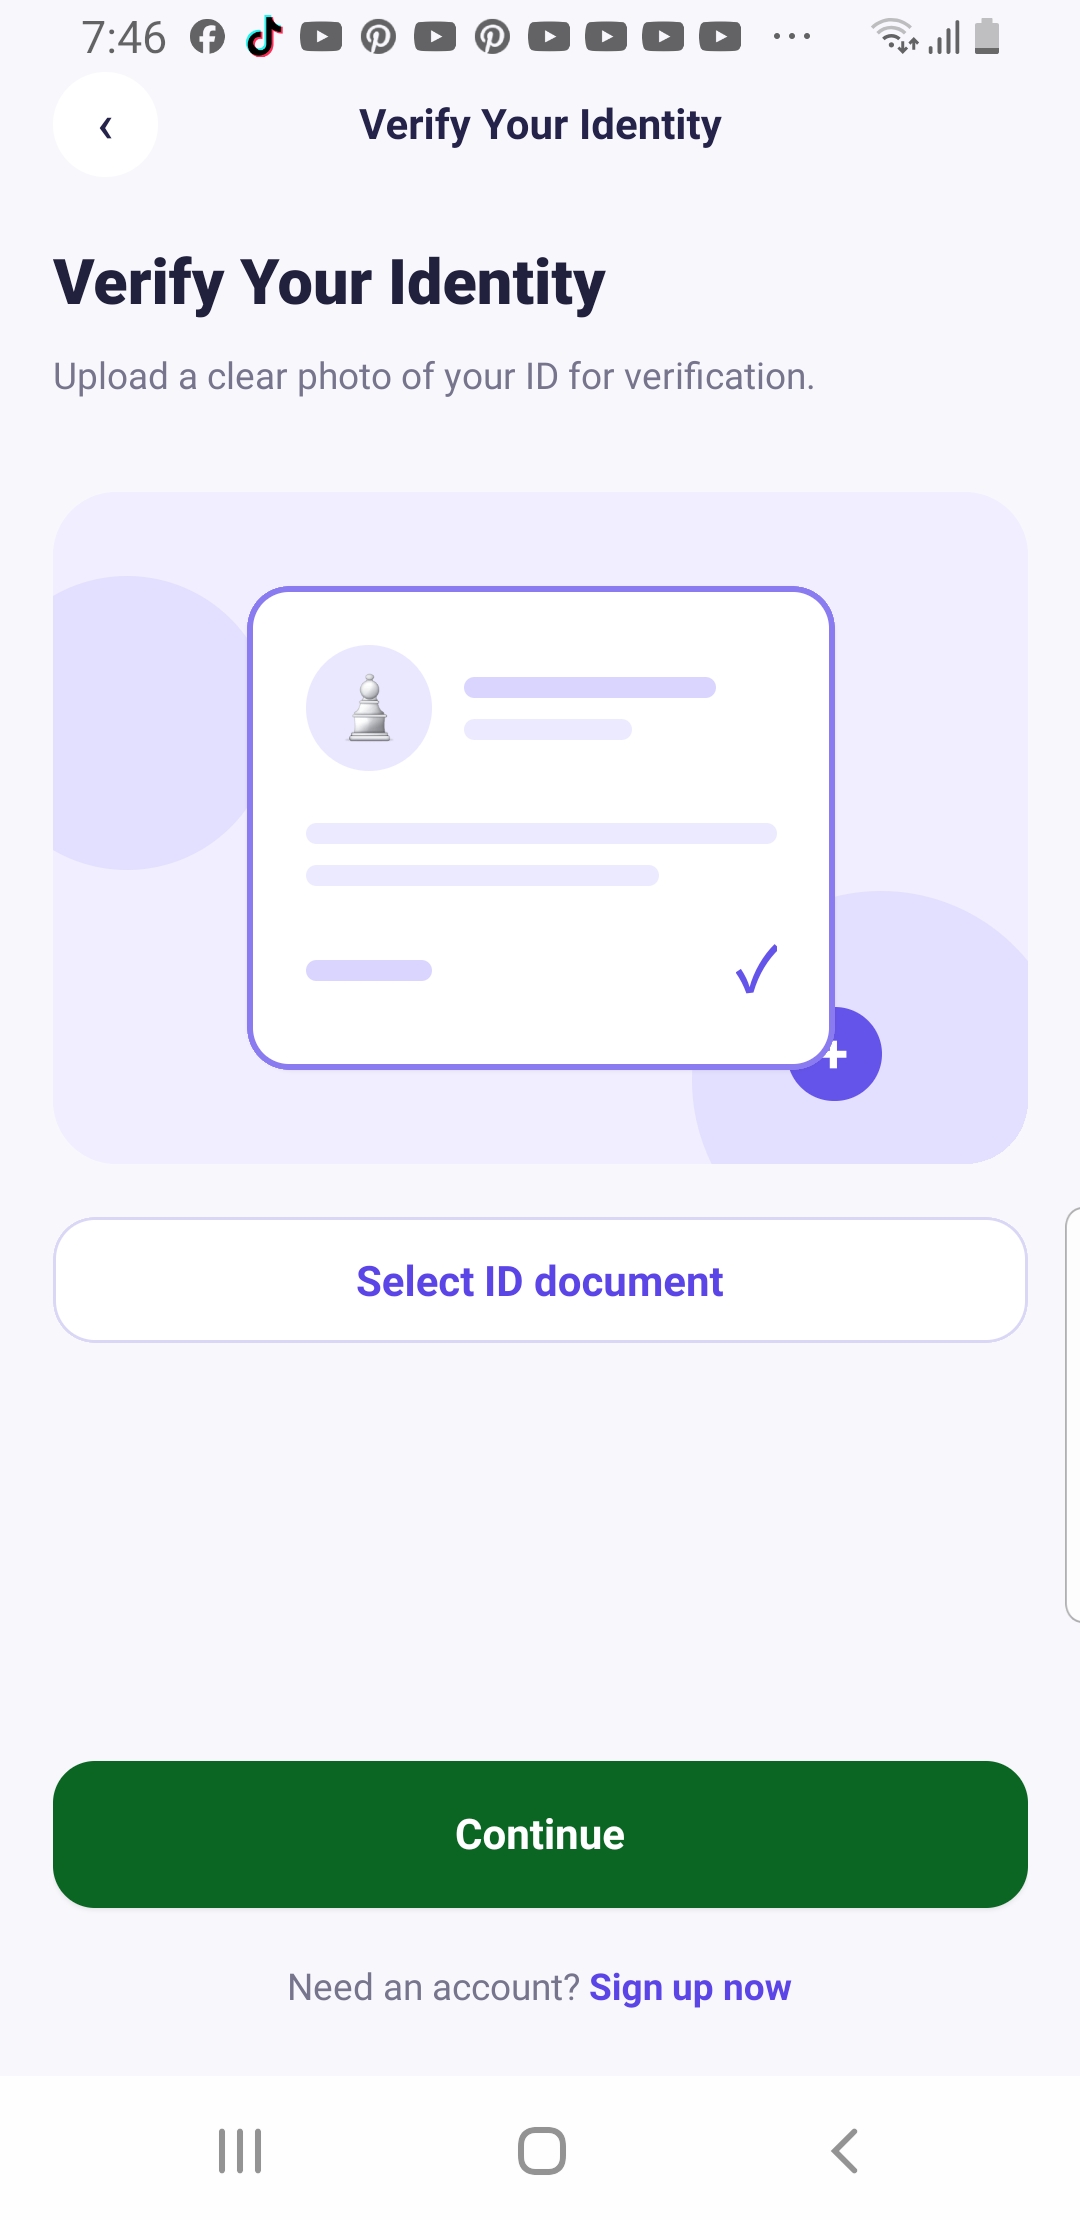 7:46
Verify Your Identity
Verify Your Identity
Upload a clear photo of your ID for verification.
Select ID document
Continue
Need an account? Sign up now